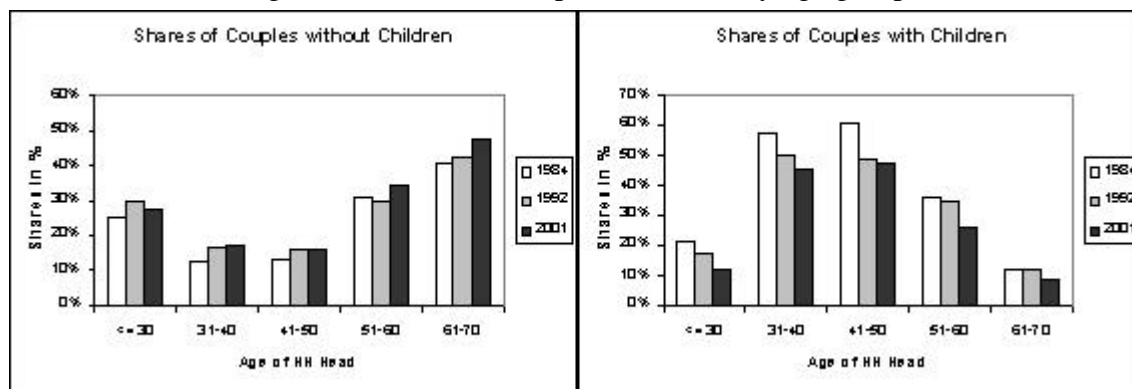 Shares of Couples without Children
60%
50%
40%
30%
20%
10%
0%
Shares in %
<=30 31-40 41-50 51-60 61-70
Age of HH Head
1984
1992
2001
Shares of Couples with Children
70%
60%
50%
40%
30%
20%
10%
0%
Shares in %
<=30 31-40 41-50 51-60 61-70
Age of HH Head
1984
1992
2001